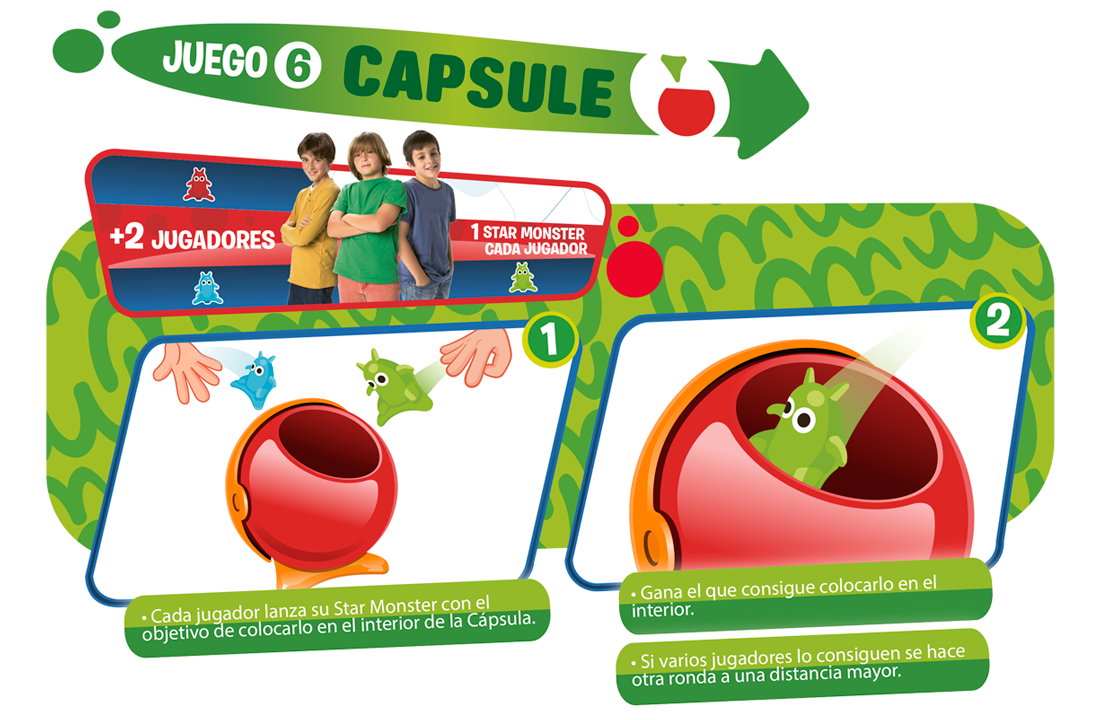 JUEGO 6 CAPSULE
+2 JUGADORES
1 STAR MONSTER
CADA JUGADOR
1
2
• Cada jugador lanza su Star Monster con el
objetivo de colocarlo en el interior de la Cápsula.
• Gana el que consigue colocarlo en el
interior.
• Si varios jugadores lo consiguen se hace
otra ronda a una distancia mayor.